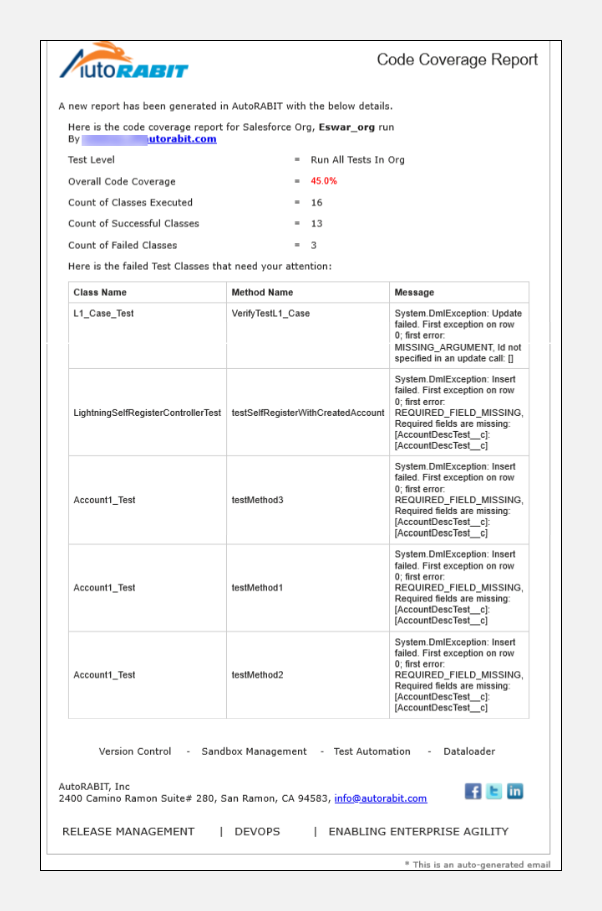 AutoRABIT
Code Coverage Report
A new report has been generated in AutoRABIT with the below details.
Here is the code coverage report for Salesforce Org, Eswar_org run
By utorabit.com
Test Level = Run All Tests In Org
Overall Code Coverage = 45.0%
Count of Classes Executed = 16
Count of Successful Classes = 13
Count of Failed Classes = 3
Here is the failed Test Classes that need your attention:
Class Name Method Name Message
L1_Case_Test VerifyTestL1_Case System.DmlException: Update
failed. First exception on row
0; first error:
MISSING_ARGUMENT, Id not
specified in an update call: []
LightningSelfRegisterControllerTest testSelfRegisterWithCreatedAccount System.DmlException: Insert
failed. First exception on row
0; first error:
REQUIRED_FIELD_MISSING,
Required fields are missing:
[AccountDescTest__c]:
[AccountDescTest__c]
Account1_Test testMethod3 System.DmlException: Insert
failed. First exception on row
0; first error:
REQUIRED_FIELD_MISSING,
Required fields are missing:
[AccountDescTest__c]:
[AccountDescTest__c]
Account1_Test testMethod1 System.DmlException: Insert
failed. First exception on row
0; first error:
REQUIRED_FIELD_MISSING,
Required fields are missing:
[AccountDescTest__c]:
[AccountDescTest__c]
Account1_Test testMethod2 System.DmlException: Insert
failed. First exception on row
0; first error:
REQUIRED_FIELD_MISSING,
Required fields are missing:
[AccountDescTest__c]:
[AccountDescTest__c]
Version Control - Sandbox Management - Test Automation - Dataloader
AutoRABIT, Inc
2400 Camino Ramon Suite# 280, San Ramon, CA 94583, info@autorabit.com
RELEASE MANAGEMENT | DEVOPS | ENABLING ENTERPRISE AGILITY
* This is an auto-generated email